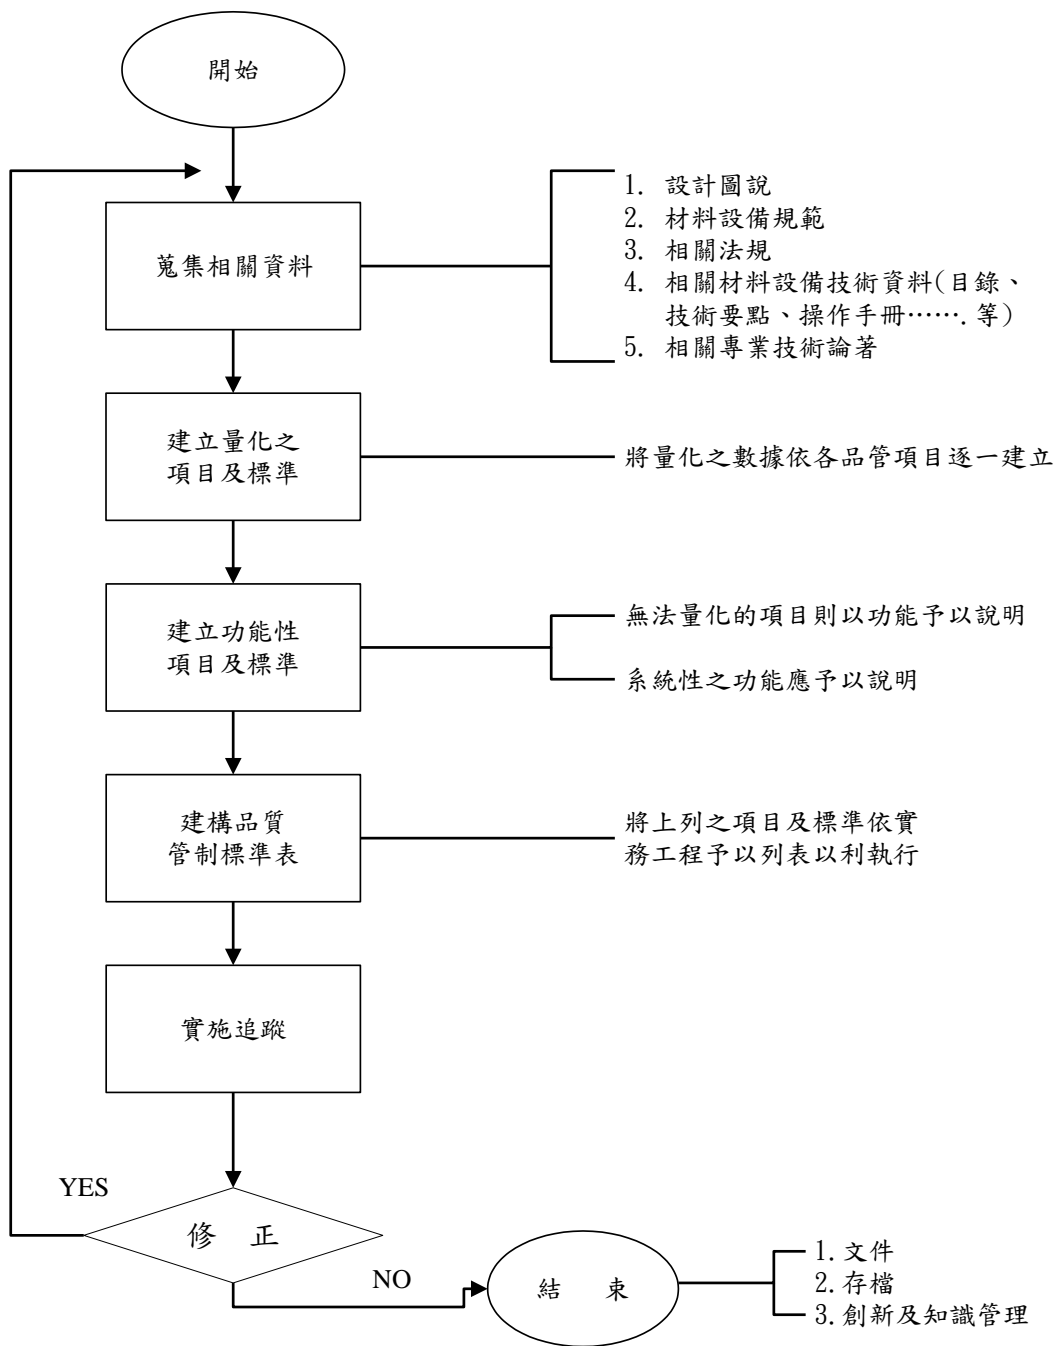 開始
蒐集相關資料
1. 設計圖說
2. 材料設備規範
3. 相關法規
4. 相關材料設備技術資料(目錄、
技術要點、操作手冊⋯⋯.等)
5. 相關專業技術論著
建立量化之
項目及標準
將量化之數據依各品管項目逐一建立
建立功能性
項目及標準
無法量化的項目則以功能予以說明
系統性之功能應予以說明
建構品質
管制標準表
將上列之項目及標準依實
務工程予以列表以利執行
實施追蹤
YES
修 正
NO
結 束
1.文件
2.存檔
3.創新及知識管理